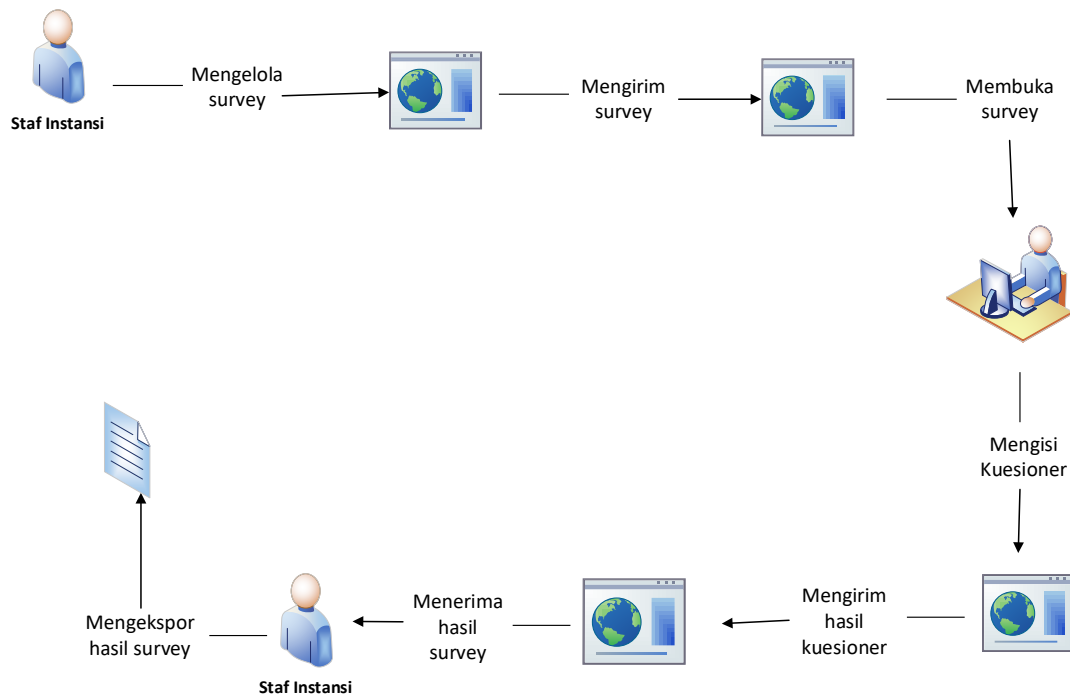 Staf Instansi
Mengelola
survey
Mengirim
survey
Membuka
survey
Mengisi
Kuesioner
Mengirim
hasil
kuesioner
Menerima
hasil
survey
Staf Instansi
Mengekspor
hasil survey